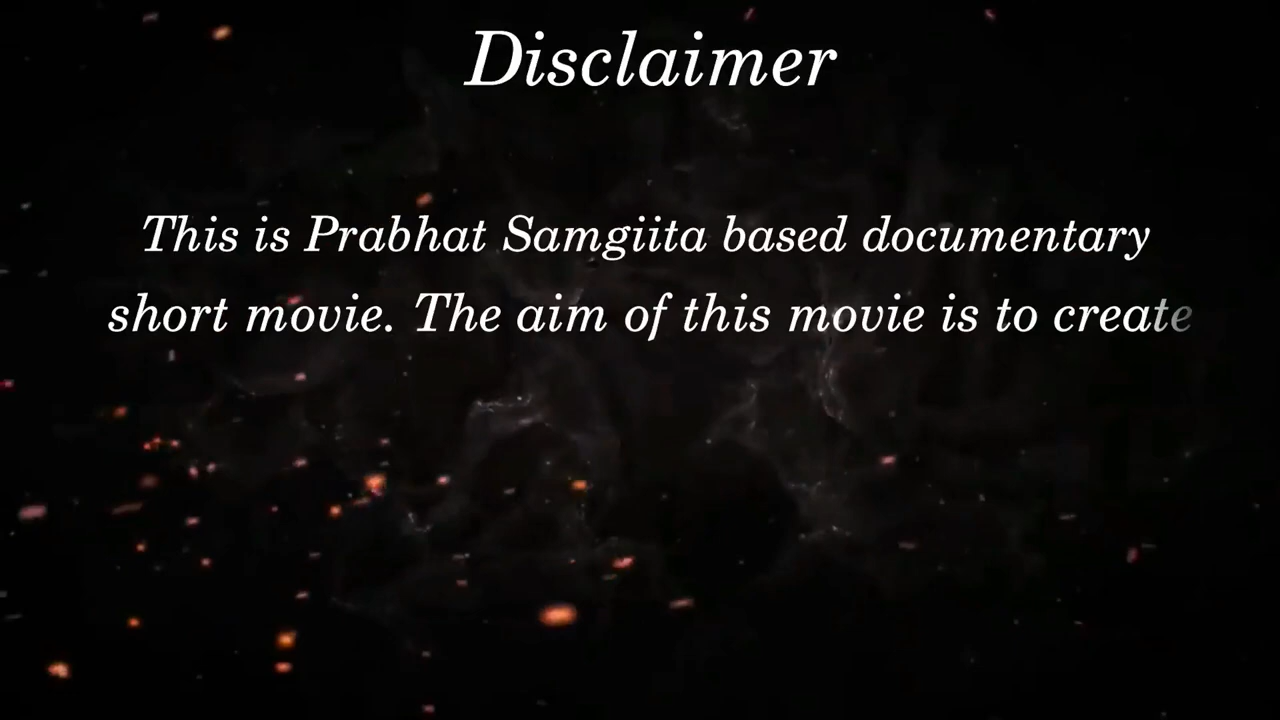 Disclaimer
This is Prabhat Samgiita based documentary
short movie. The aim of this movie is to create